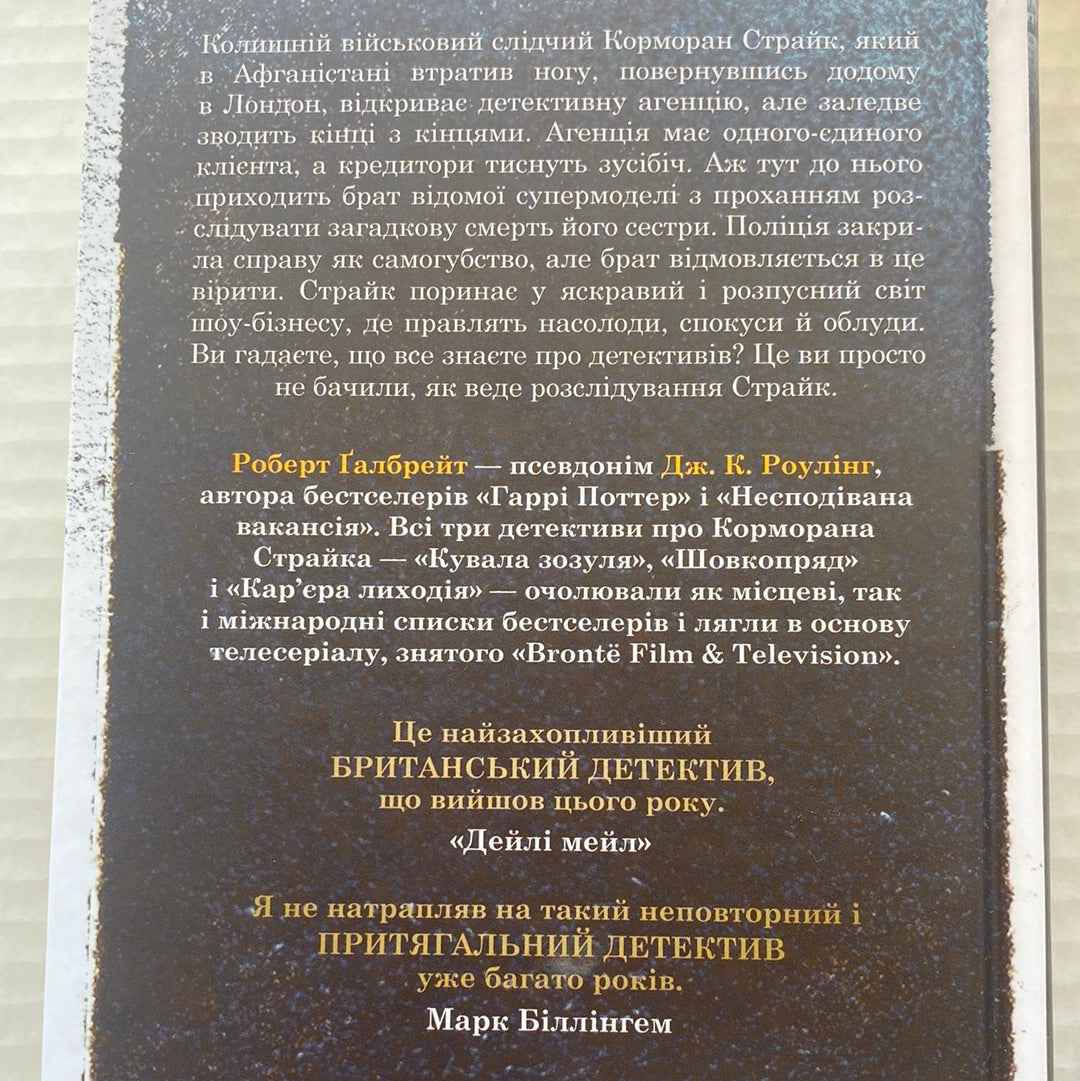 Колишній військовий слідчий Корморан Страйк, який
в Афганістані втратив ногу, повернувшись додому
в Лондон, відкриває детективну агенцію, але заледве
зводить кінці з кінцями. Агенція має одного-єдиного
клієнта, а кредитори тиснуть зусібіч. Аж тут до нього
приходить брат відомої супермоделі з проханням роз-
слідувати загадкову смерть його сестри. Поліція закри-
ла справу як самогубство, але брат відмовляється в це
вірити. Страйк поринає у яскравий і розпусний світ
шоу-бізнесу, де правлять насолоди, спокуси й облуди.
Ви гадаєте, що все знаєте про детективів? Це ви просто
не бачили, як веде розслідування Страйк.
Роберт Ґалбрейт — псевдонім Дж. К. Роулінг,
автора бестселерів «Гаррі Поттер» і «Несподівана
вакансія». Всі три детективи про Корморана
Страйка — «Кувала зозуля», «Шовкопряд»
і «Кар’єра лиходія» — очолювали як місцеві, так
і міжнародні списки бестселерів і лягли в основу
телесеріалу, знятого «Brontë Film & Television».
Це найзахопливіший
БРИТАНСЬКИЙ ДЕТЕКТИВ,
що вийшов цього року.
«Дейлі мейл»
Я не натрапляв на такий неповторний і
ПРИТЯГАЛЬНИЙ ДЕТЕКТИВ
уже багато років.
Марк Біллінгем